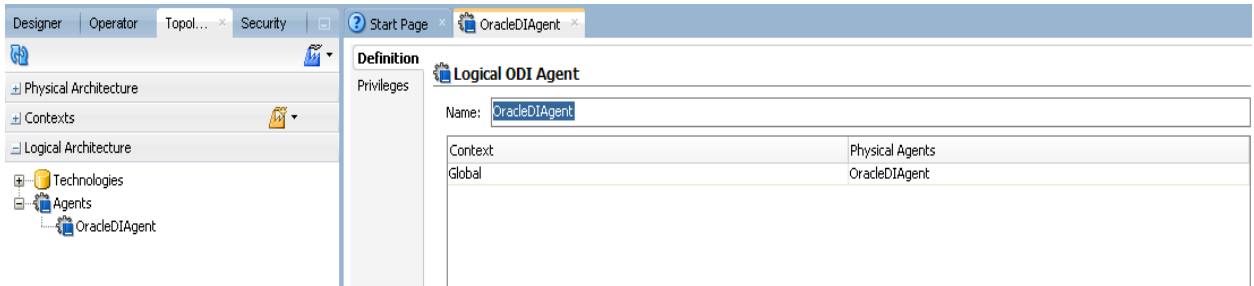 Designer Operator Topol... Security
Start Page OracleDIAgent
Physical Architecture
Contexts
Logical Architecture
Technologies
Agents
OracleDIAgent
Definition
Privileges
Logical ODI Agent
Name: OracleDIAgent
Context Physical Agents
Global OracleDIAgent